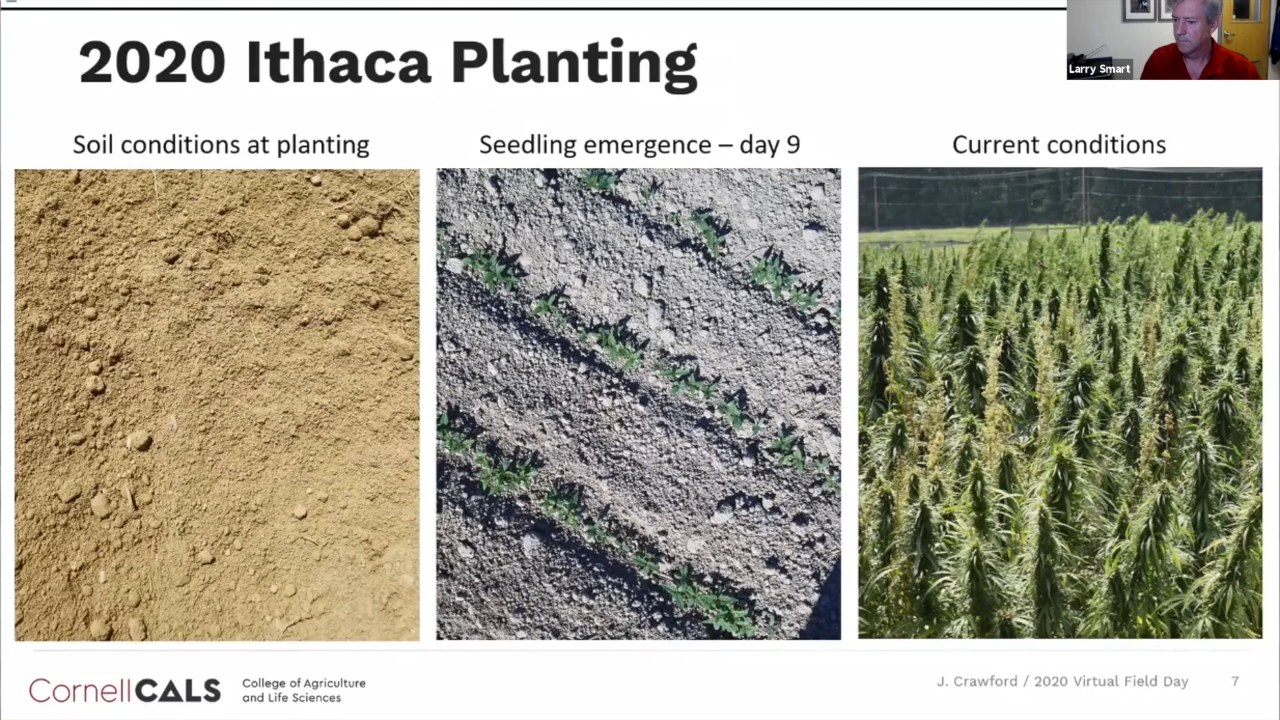 2020 Ithaca Planting
Larry Smart
Soil conditions at planting
Seedling emergence – day 9
Current conditions
CornellCALS
College of Agriculture
and Life Sciences
J. Crawford / 2020 Virtual Field Day
7